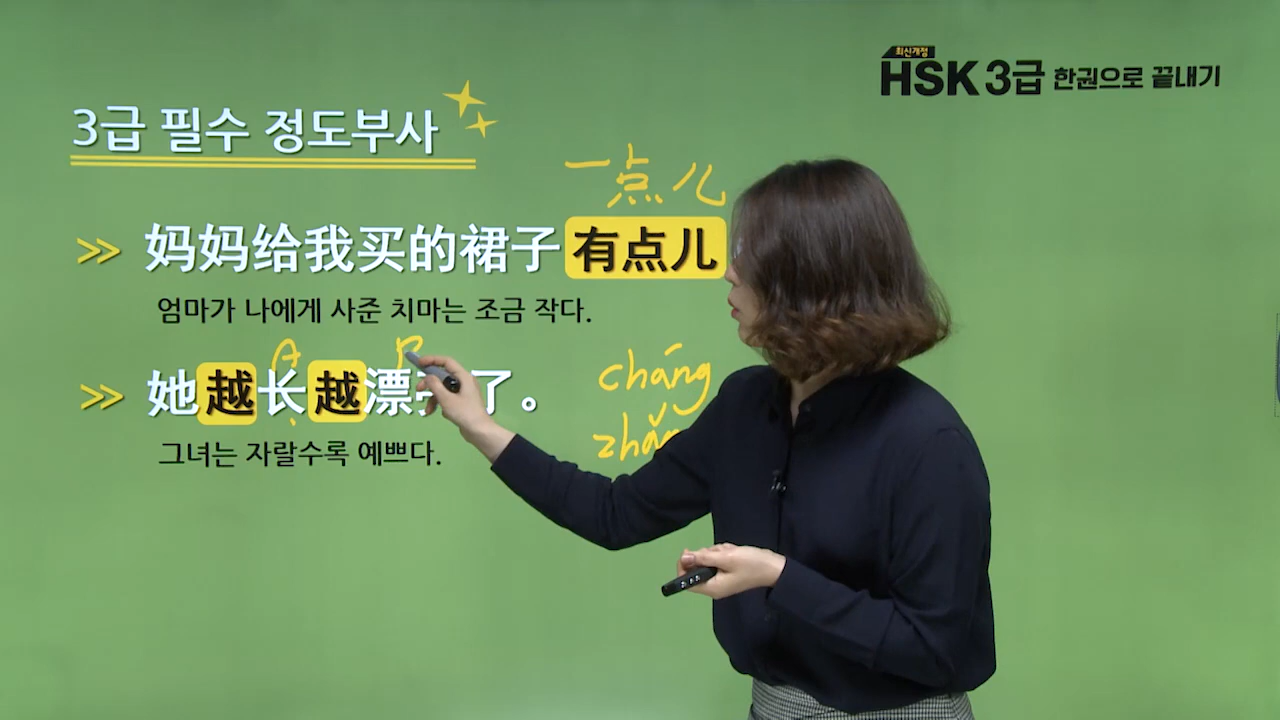 최신개정
HSK 3급 한권으로 끝내기
3급 필수 정도부사
一点儿
妈妈给我买的裙子有点儿
엄마가 나에게 사준 치마는 조금 작다.
A B
她越长越漂 了。
그녀는 자랄수록 예쁘다.
cháng